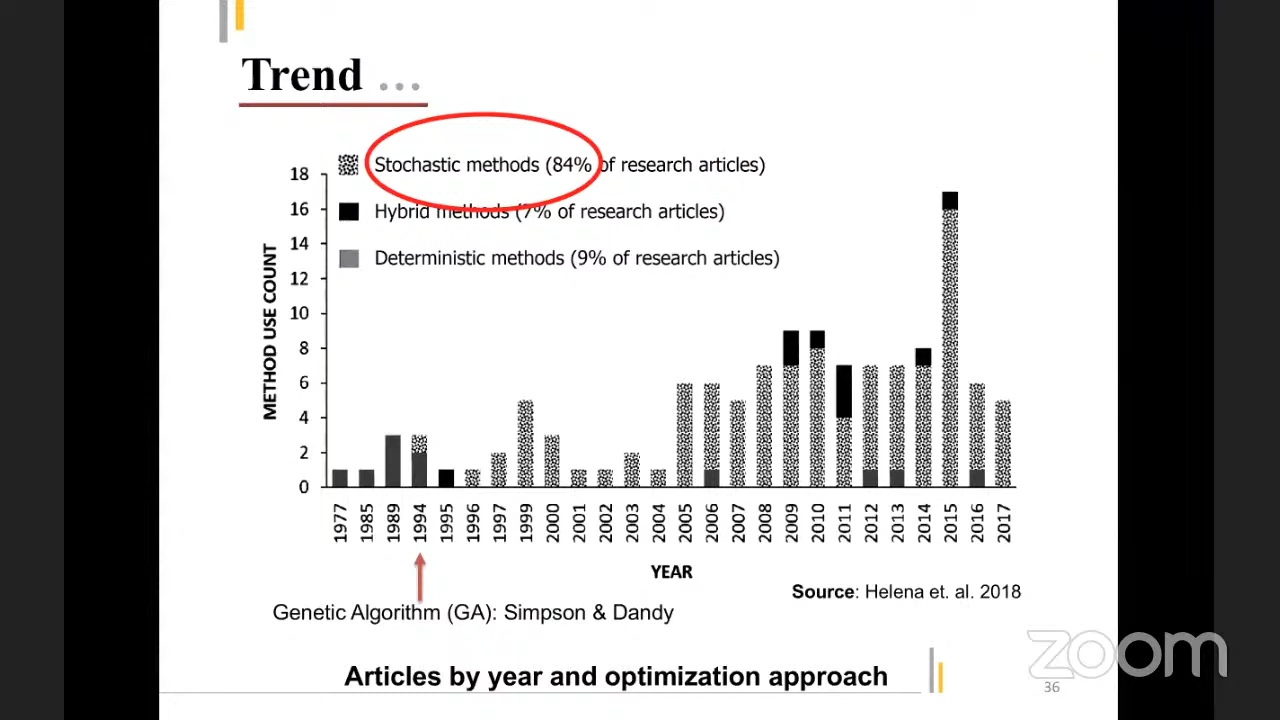 Trend ...
Stochastic methods (84% of research articles)
Hybrid methods (7% of research articles)
Deterministic methods (9% of research articles)
METHOD USE COUNT
18
16
14
12
10
8
6
4
2
0
1977 1985 1989 1994 1995 1996 1997 1999 2000 2001 2002 2003 2004 2005 2006 2007 2008 2009 2010 2011 2012 2013 2014 2015 2016 2017
YEAR
Source: Helena et. al. 2018
Genetic Algorithm (GA): Simpson & Dandy
Articles by year and optimization approach
zoom
36